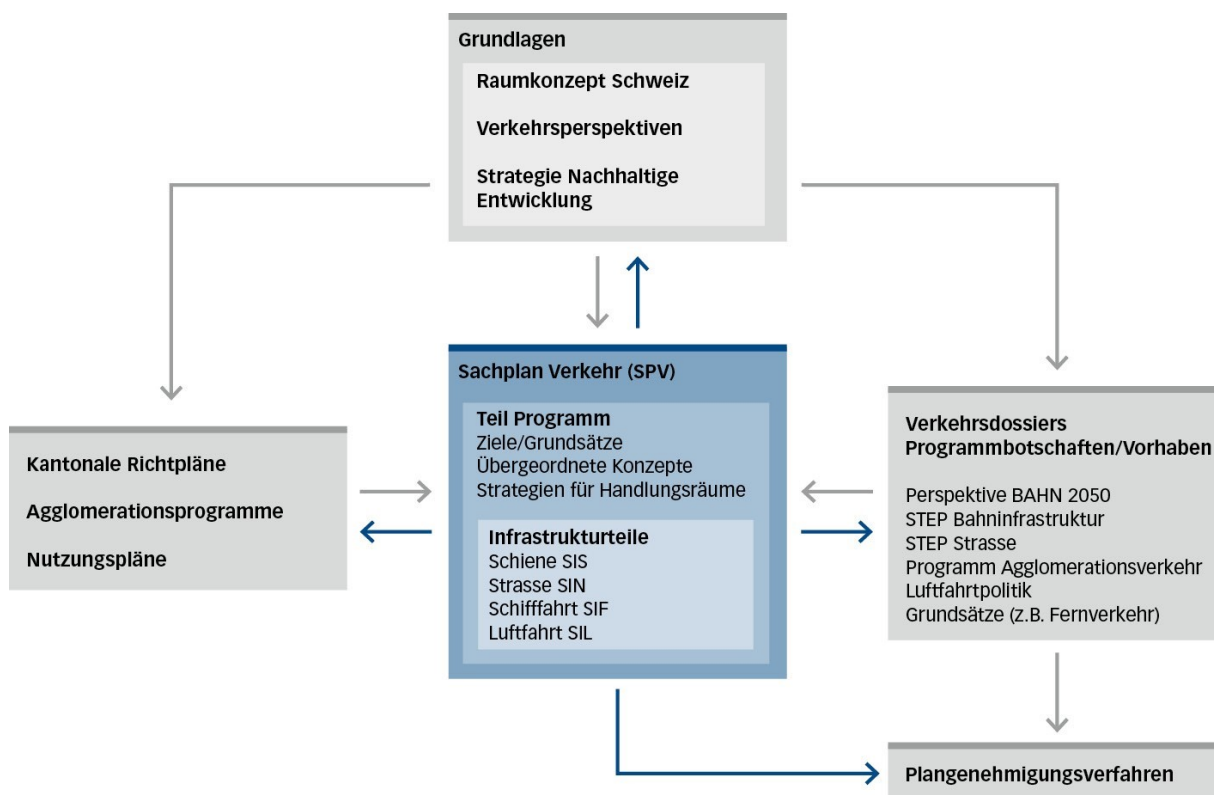 Grundlagen
Raumkonzept Schweiz
Verkehrsperspektiven
Strategie Nachhaltige
Entwicklung
Sachplan Verkehr (SPV)
Teil Programm
Ziele/Grundsätze
Übergeordnete Konzepte
Strategien für Handlungsräume
Infrastrukturteile
Schiene SIS
Strasse SIN
Schifffahrt SIF
Luftfahrt SIL
Kantonale Richtpläne
Agglomerationsprogramme
Nutzungspläne
Verkehrsdossiers
Programmbotschaften/Vorhaben
Perspektive BAHN 2050
STEP Bahninfrastruktur
STEP Strasse
Programm Agglomerationsverkehr
Luftfahrtpolitik
Grundsätze (z.B. Fernverkehr)
Plangenehmigungsverfahren